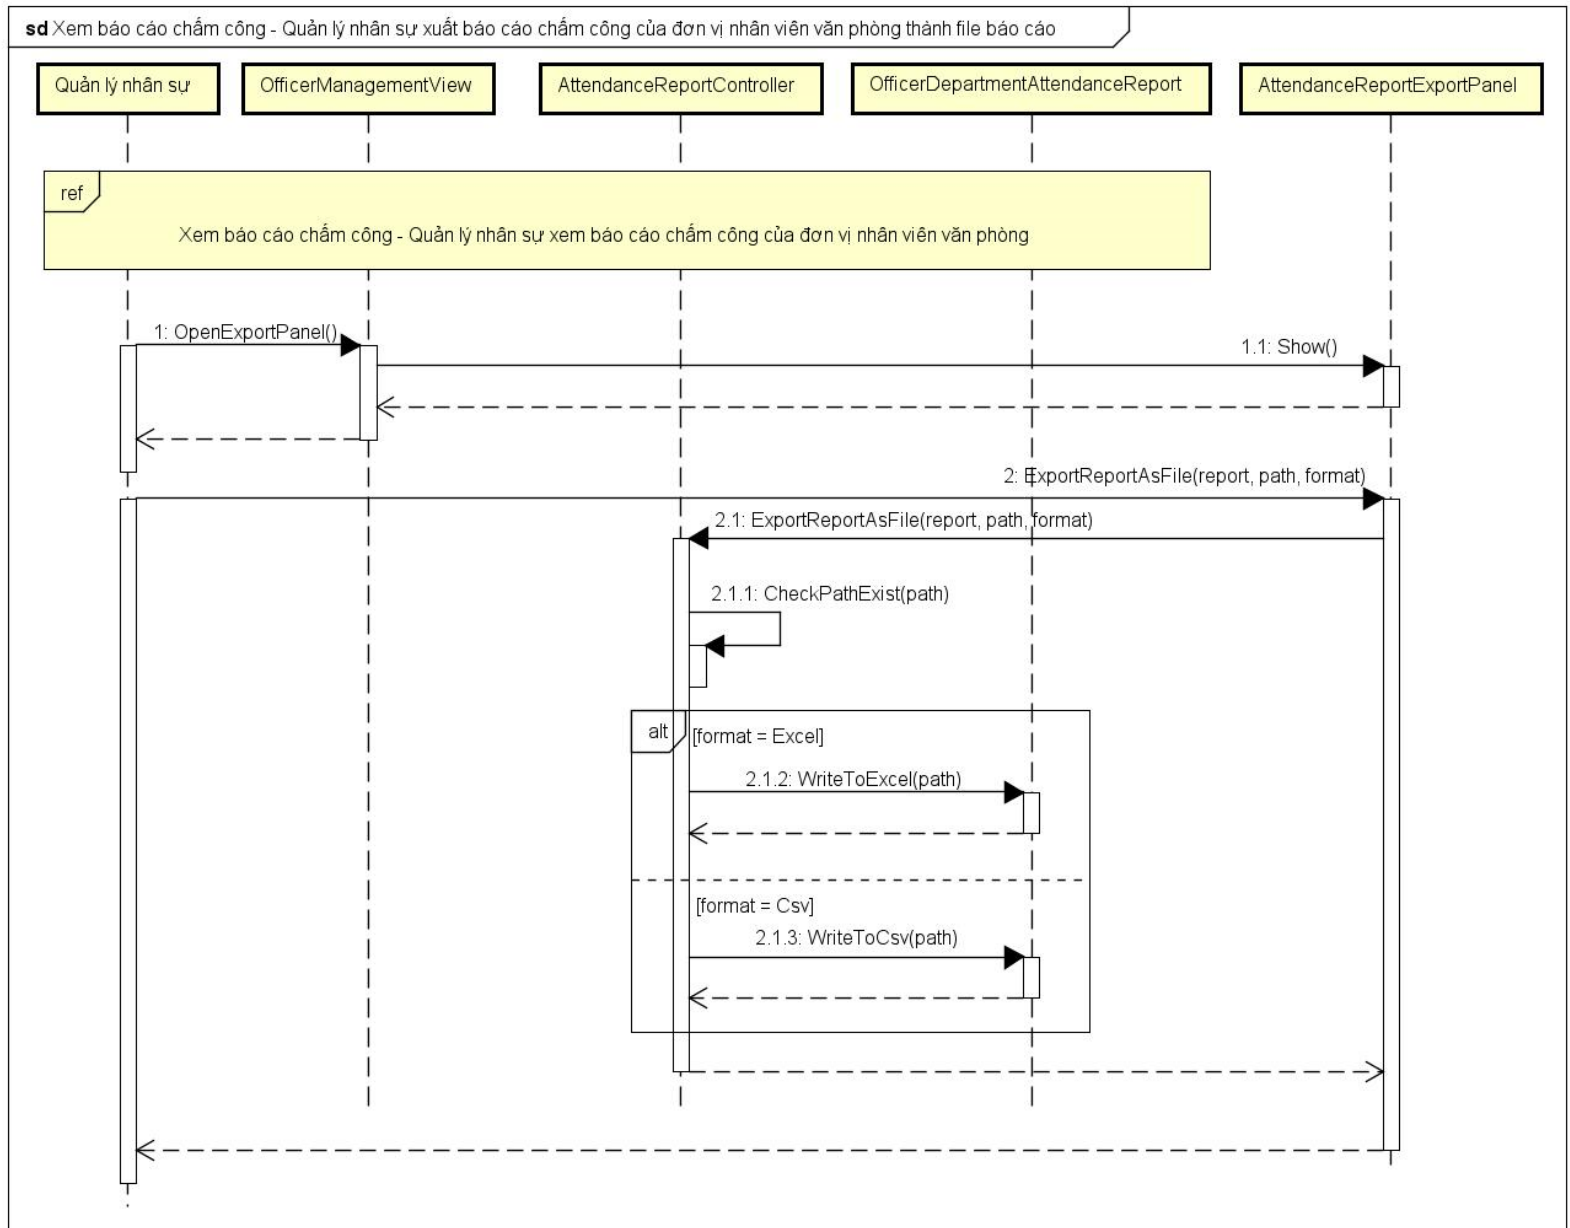 sd Xem báo cáo chấm công - Quản lý nhân sự xuất báo cáo chấm công của đơn vị nhân viên văn phòng thành file báo cáo
Quản lý nhân sự
OfficerManagementView
AttendanceReportController
OfficerDepartmentAttendanceReport
AttendanceReportExportPanel
ref
Xem báo cáo chấm công - Quản lý nhân sự xem báo cáo chấm công của đơn vị nhân viên văn phòng
1: OpenExportPanel()
1.1: Show()
2: ExportReportAsFile(report, path, format)
2.1: ExportReportAsFile(report, path, format)
2.1.1: CheckPathExist(path)
alt
[format = Excel]
2.1.2: WriteToExcel(path)
[format = Csv]
2.1.3: WriteToCsv(path)